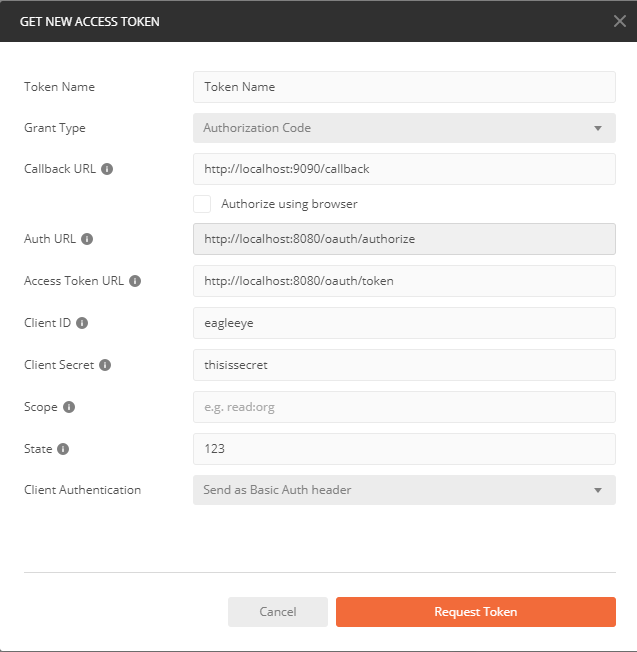 GET NEW ACCESS TOKEN
Token Name Token Name
Grant Type Authorization Code
Callback URL http://localhost:9090/callback
Authorize using browser
Auth URL http://localhost:8080/oauth/authorize
Access Token URL http://localhost:8080/oauth/token
Client ID eagleeye
Client Secret thisissecret
Scope e.g. read:org
State 123
Client Authentication Send as Basic Auth header
Cancel Request Token